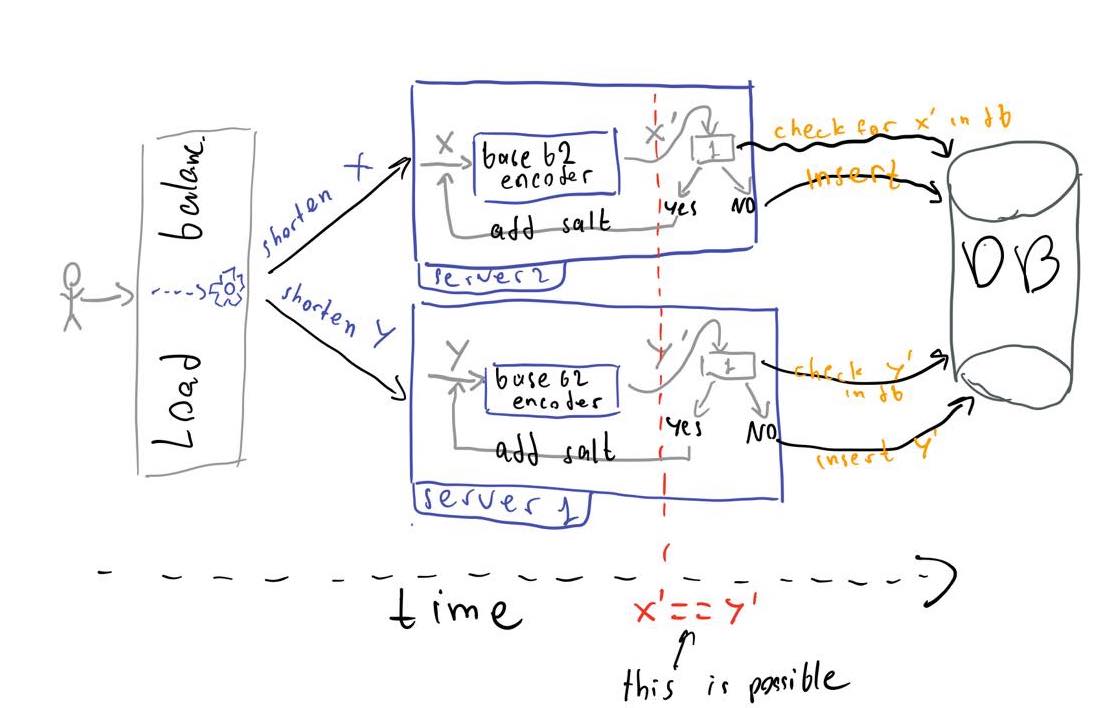 Load balanc.
shorten X
shorten Y
X
base 62
encoder
X'
1
yes
NO
add salt
server 2
check for x' in db
insert
Y
base 62
encoder
Y'
1
yes
NO
add salt
server 1
check Y'
in db
insert Y'
DB
time
x' == y'
this is possible